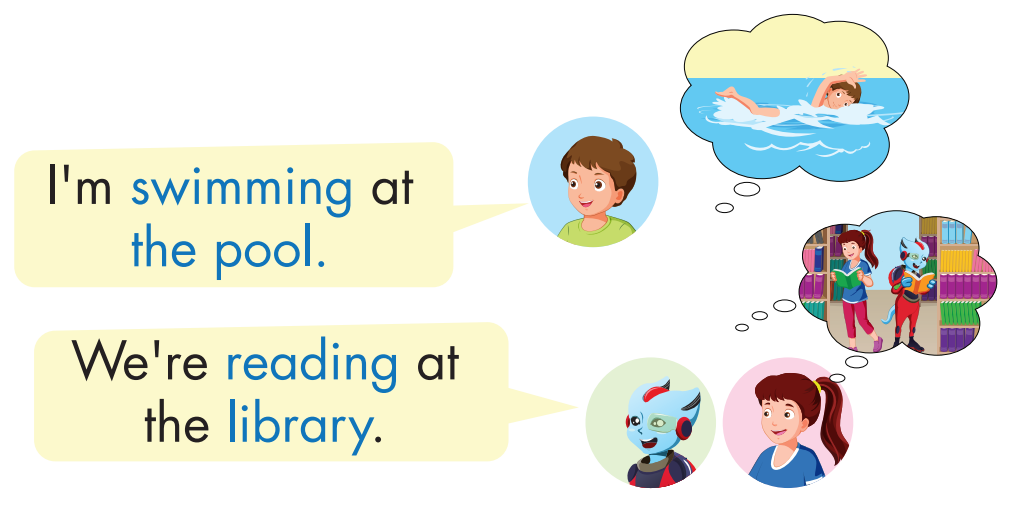 I'm swimming at
the pool.
We're reading at
the library.